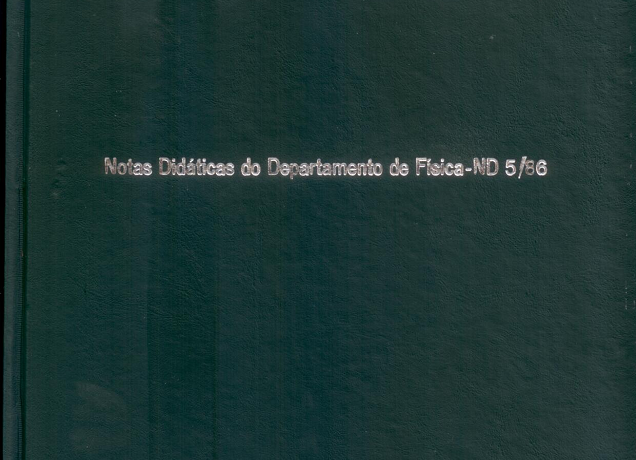 Notas Didáticas do Departamento de Física-ND 5/86